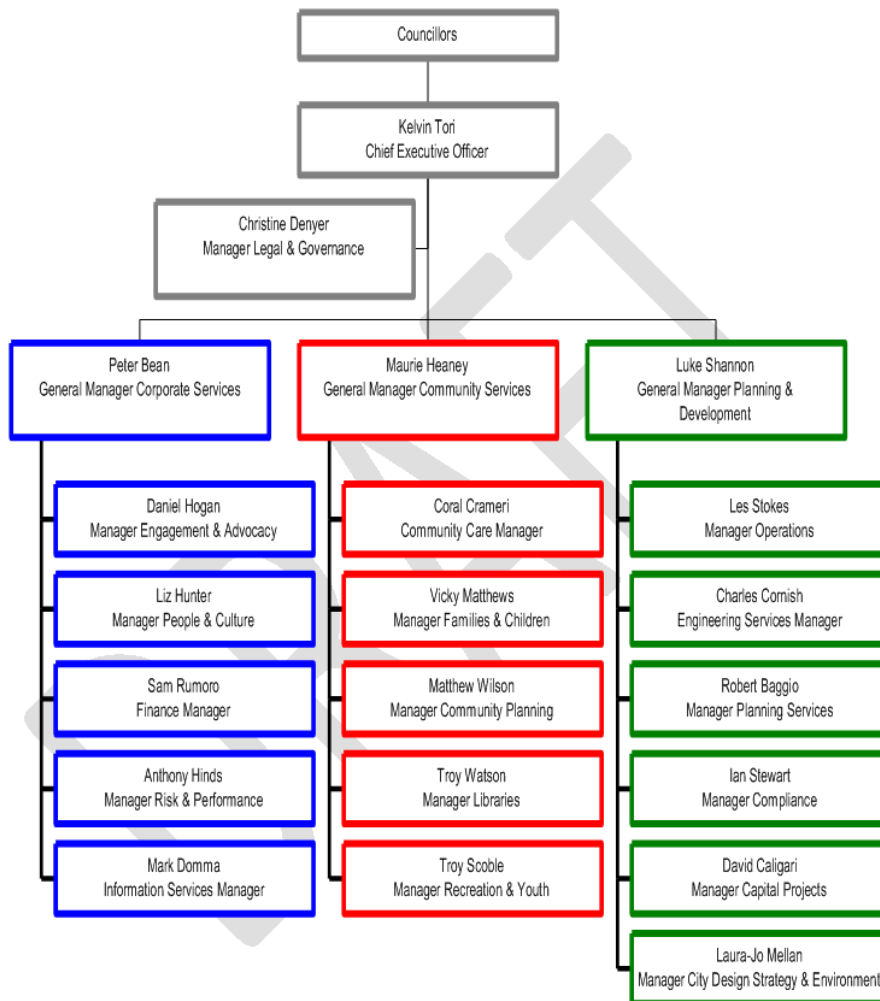 Councillors
Kelvin Tori
Chief Executive Officer
Christine Denyer
Manager Legal & Governance
Peter Bean
General Manager Corporate Services
Maurie Heaney
General Manager Community Services
Luke Shannon
General Manager Planning &
Development
Daniel Hogan
Manager Engagement & Advocacy
Liz Hunter
Manager People & Culture
Sam Rumoro
Finance Manager
Anthony Hinds
Manager Risk & Performance
Mark Domma
Information Services Manager
Coral Crameri
Community Care Manager
Vicky Matthews
Manager Families & Children
Matthew Wilson
Manager Community Planning
Troy Watson
Manager Libraries
Troy Scoble
Manager Recreation & Youth
Les Stokes
Manager Operations
Charles Cornish
Engineering Services Manager
Robert Baggio
Manager Planning Services
Ian Stewart
Manager Compliance
David Caligari
Manager Capital Projects
Laura-Jo Mellan
Manager City Design Strategy & Environment
DRAFT